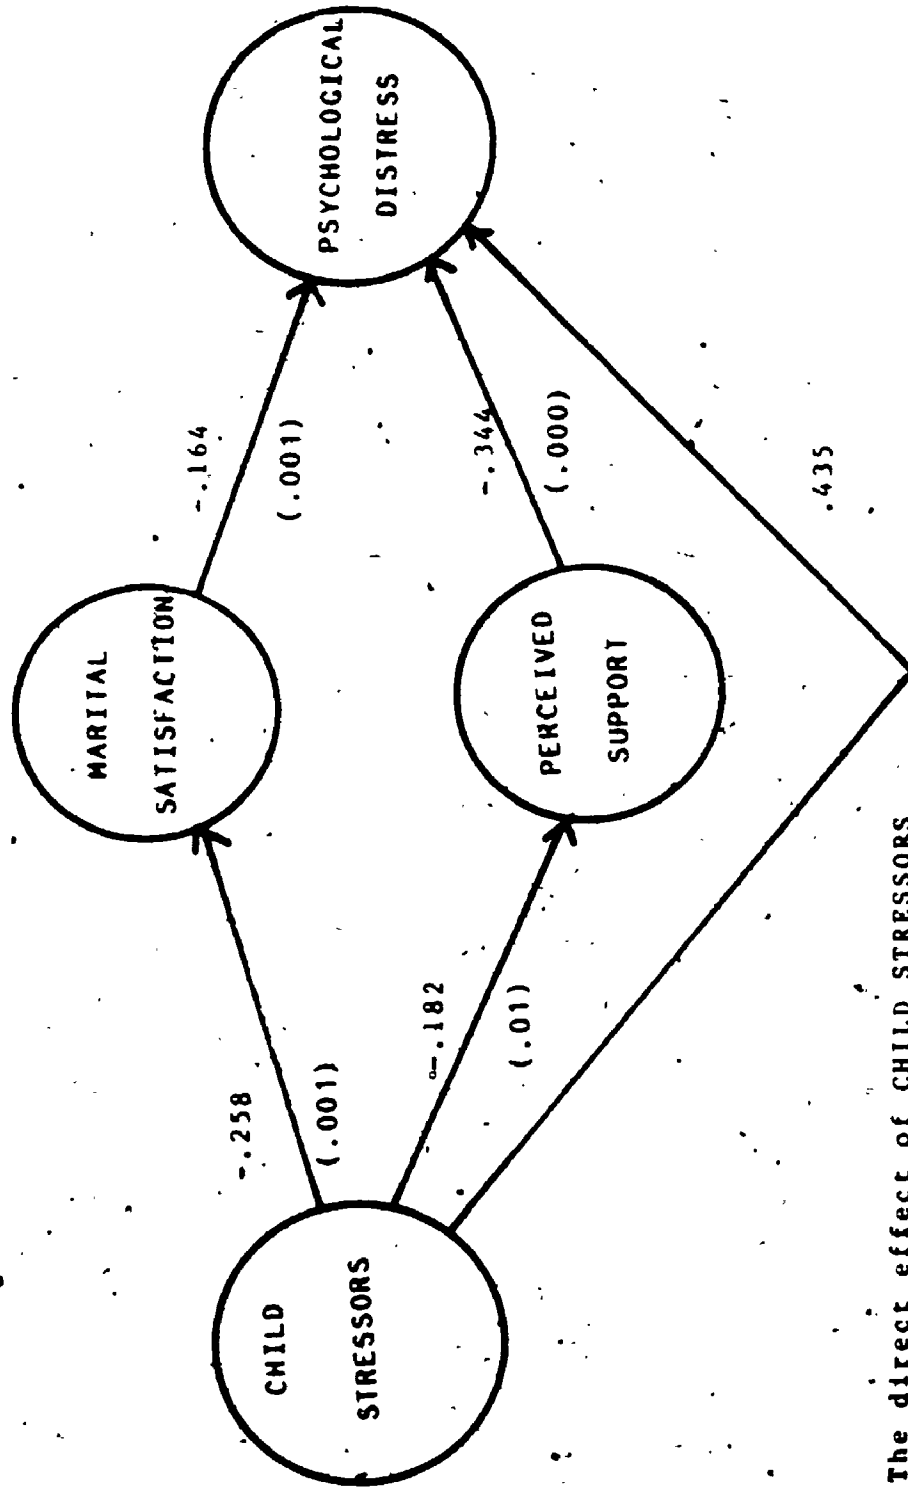 MARITAL
SATISFACTION
-.258
(.001)
-.164
(.001)
CHILD
STRESSORS
PSYCHOLOGICAL
DISTRESS
-.182
(.01)
PERCEIVED
SUPPORT
-.344
(.000)
.435
The direct effect of CHILD STRESSORS